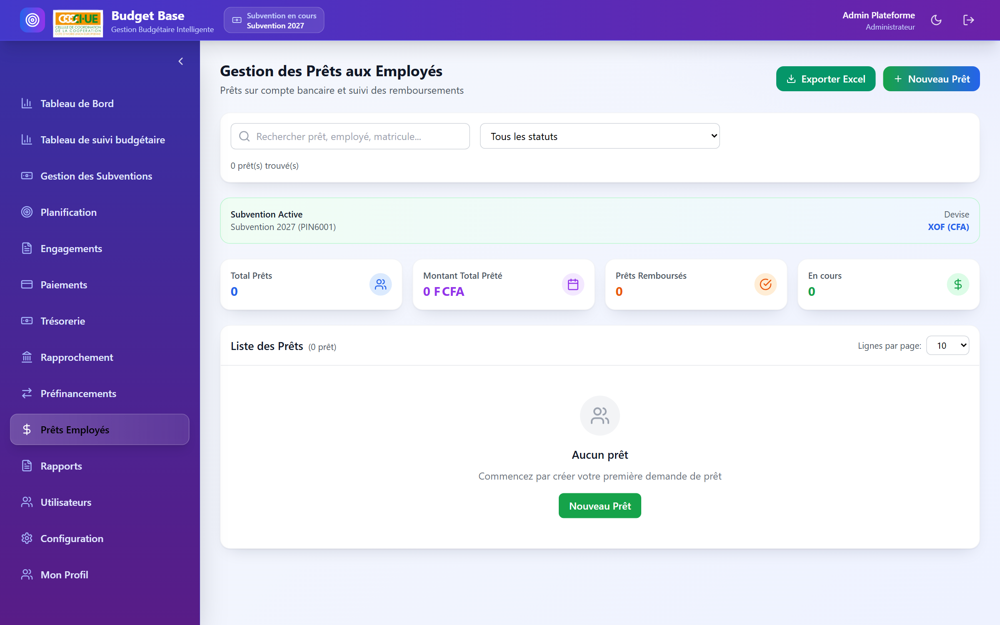 CECCI-UE
CELLULE DE COORDINATION
DE LA COOPERATION
COTE D'IVOIRE-UNION EUROPEENNE
Budget Base
Gestion Budgétaire Intelligente
Subvention en cours
Subvention 2027
Admin Plateforme
Administrateur
Tableau de Bord
Tableau de suivi budgétaire
Gestion des Subventions
Planification
Engagements
Paiements
Trésorerie
Rapprochement
Préfinancements
Prêts Employés
Rapports
Utilisateurs
Configuration
Mon Profil
Gestion des Prêts aux Employés
Prêts sur compte bancaire et suivi des remboursements
Exporter Excel
Nouveau Prêt
Rechercher prêt, employé, matricule...
Tous les statuts
0 prêt(s) trouvé(s)
Subvention Active
Subvention 2027 (PIN6001)
Devise
XOF (CFA)
Total Prêts
0
Montant Total Prêté
0 F CFA
Prêts Remboursés
0
En cours
0
Liste des Prêts (0 prêt)
Lignes par page: 10
Aucun prêt
Commencez par créer votre première demande de prêt
Nouveau Prêt